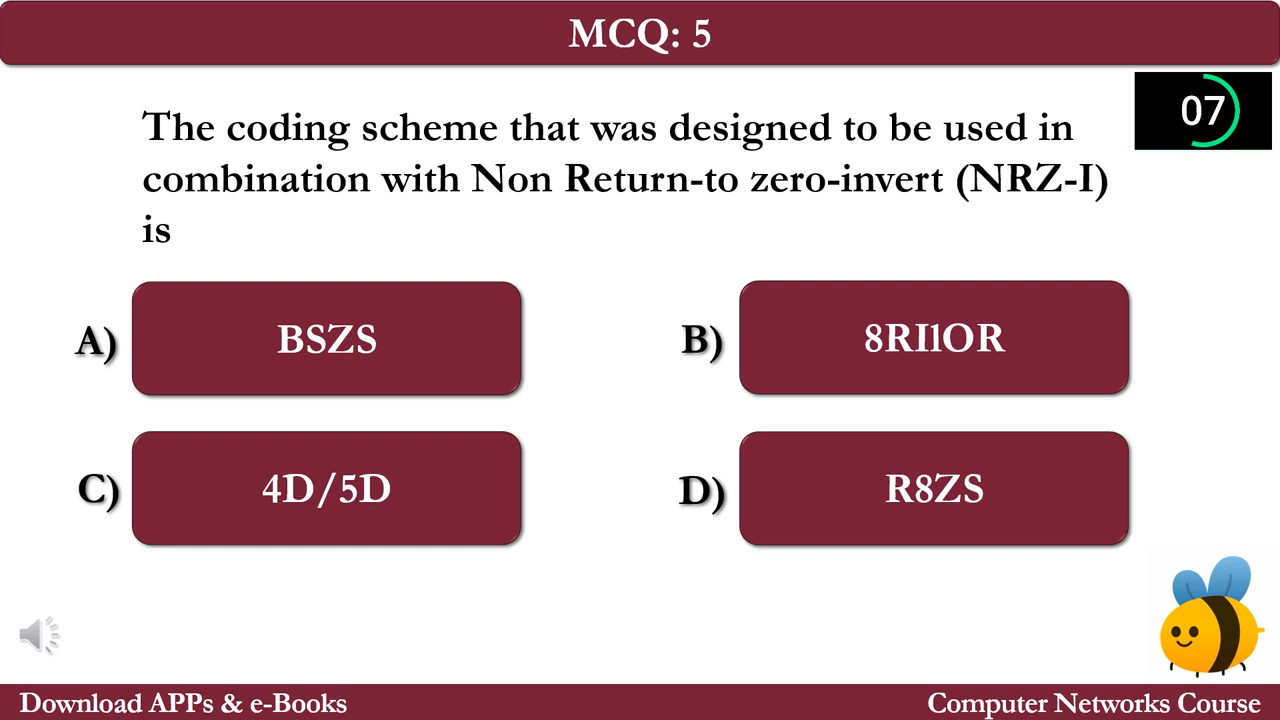 MCQ: 5
07
The coding scheme that was designed to be used in
combination with Non Return-to zero-invert (NRZ-I)
is
A) BSZS
B) 8RI1OR
C) 4D/5D
D) R8ZS
Download APPs & e-Books
Computer Networks Course